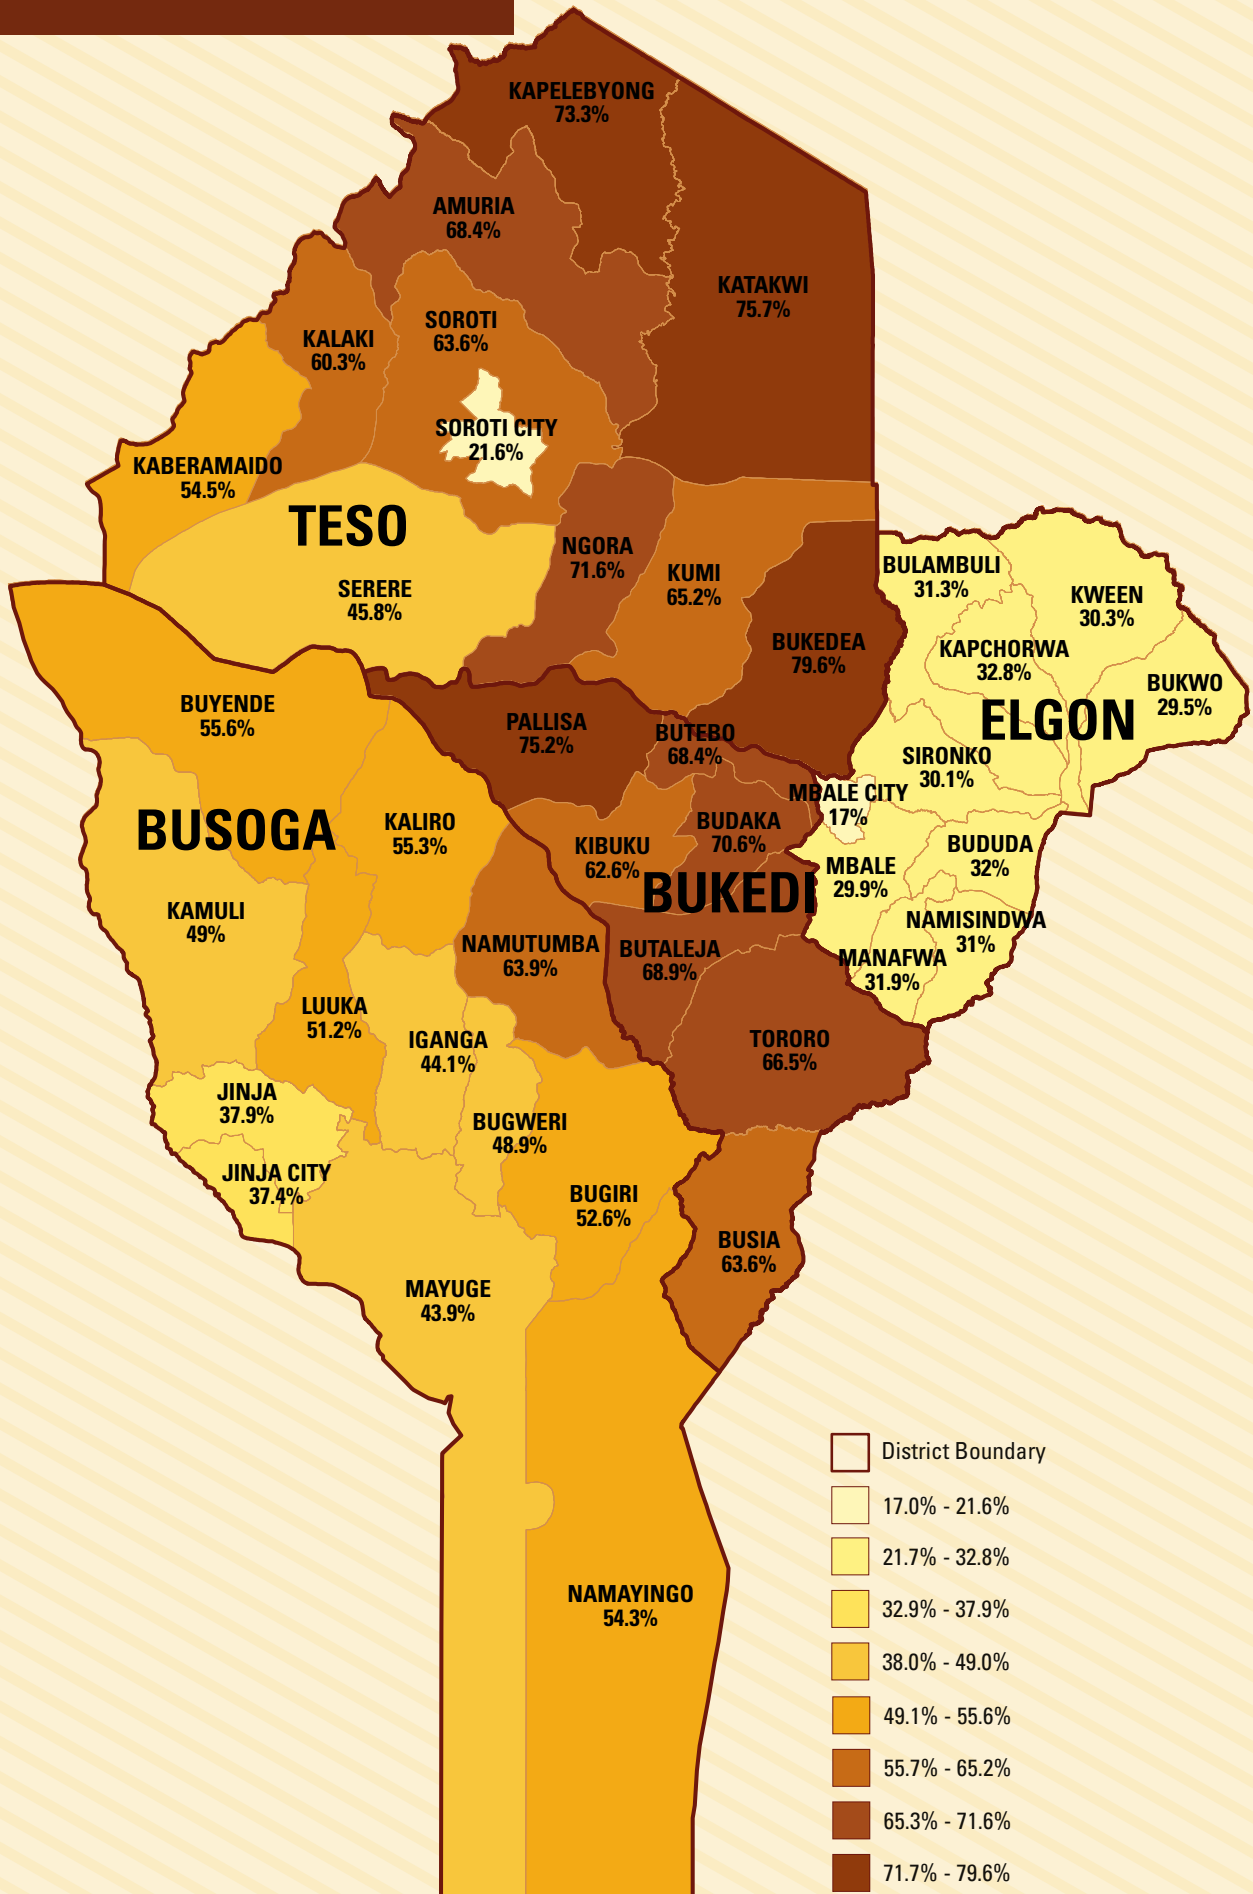 KAPELEBYONG
73.3%
AMURIA
68.4%
KATAKWI
75.7%
SOROTI
63.6%
KALAKI
60.3%
SOROTI CITY
21.6%
KABERAMAIDO
54.5%
TESO
NGORA
71.6%
KUMI
65.2%
SERERE
45.8%
BUKEDEA
79.6%
BULAMBULI
31.3%
KWEEN
30.3%
KAPCHORWA
32.8%
BUKWO
29.5%
ELGON
SIRONKO
30.1%
BUYENDE
55.6%
PALLISA
75.2%
BUTEBO
68.4%
MBALE CITY
17%
BUSOGA
KALIRO
55.3%
KIBUKU
62.6%
BUDAKA
70.6%
BUKEDI
MBALE
29.9%
BUDUDA
32%
KAMULI
49%
NAMISINDWA
31%
NAMUTUMBA
63.9%
BUTALEJA
68.9%
MANAFWA
31.9%
LUUKA
51.2%
IGANGA
44.1%
TORORO
66.5%
JINJA
37.9%
BUGWERI
48.9%
JINJA CITY
37.4%
BUGIRI
52.6%
BUSIA
63.6%
MAYUGE
43.9%
NAMAYINGO
54.3%
District Boundary
17.0% - 21.6%
21.7% - 32.8%
32.9% - 37.9%
38.0% - 49.0%
49.1% - 55.6%
55.7% - 65.2%
65.3% - 71.6%
71.7% - 79.6%